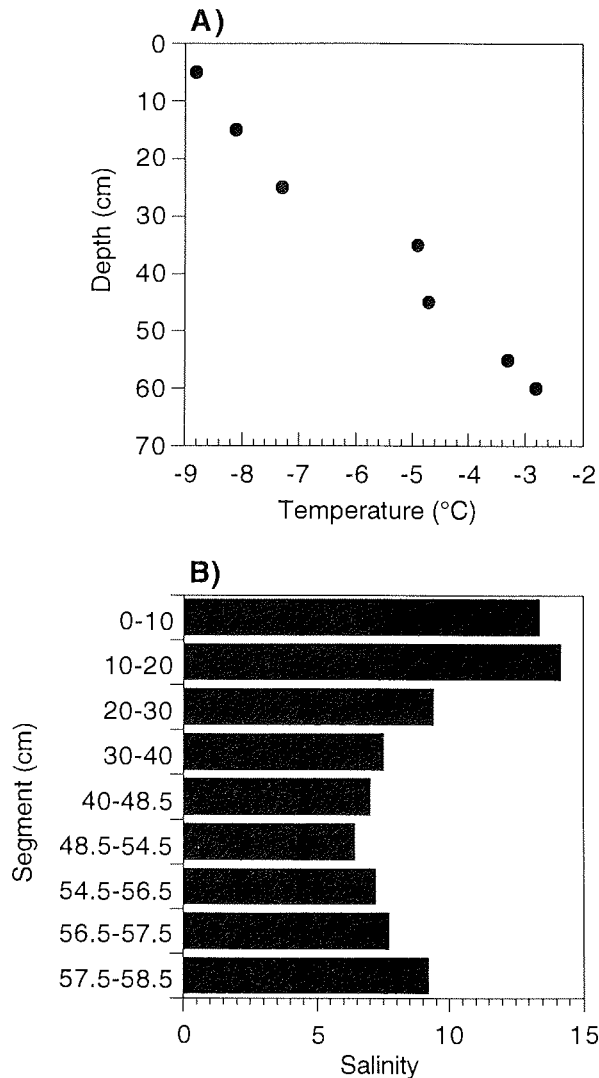 A)
0
10
20
30
40
50
60
70
Depth (cm)
-9 -8 -7 -6 -5 -4 -3 -2
Temperature (°C)
B)
0-10
10-20
20-30
30-40
40-48.5
48.5-54.5
54.5-56.5
56.5-57.5
57.5-58.5
Segment (cm)
0 5 10 15
Salinity